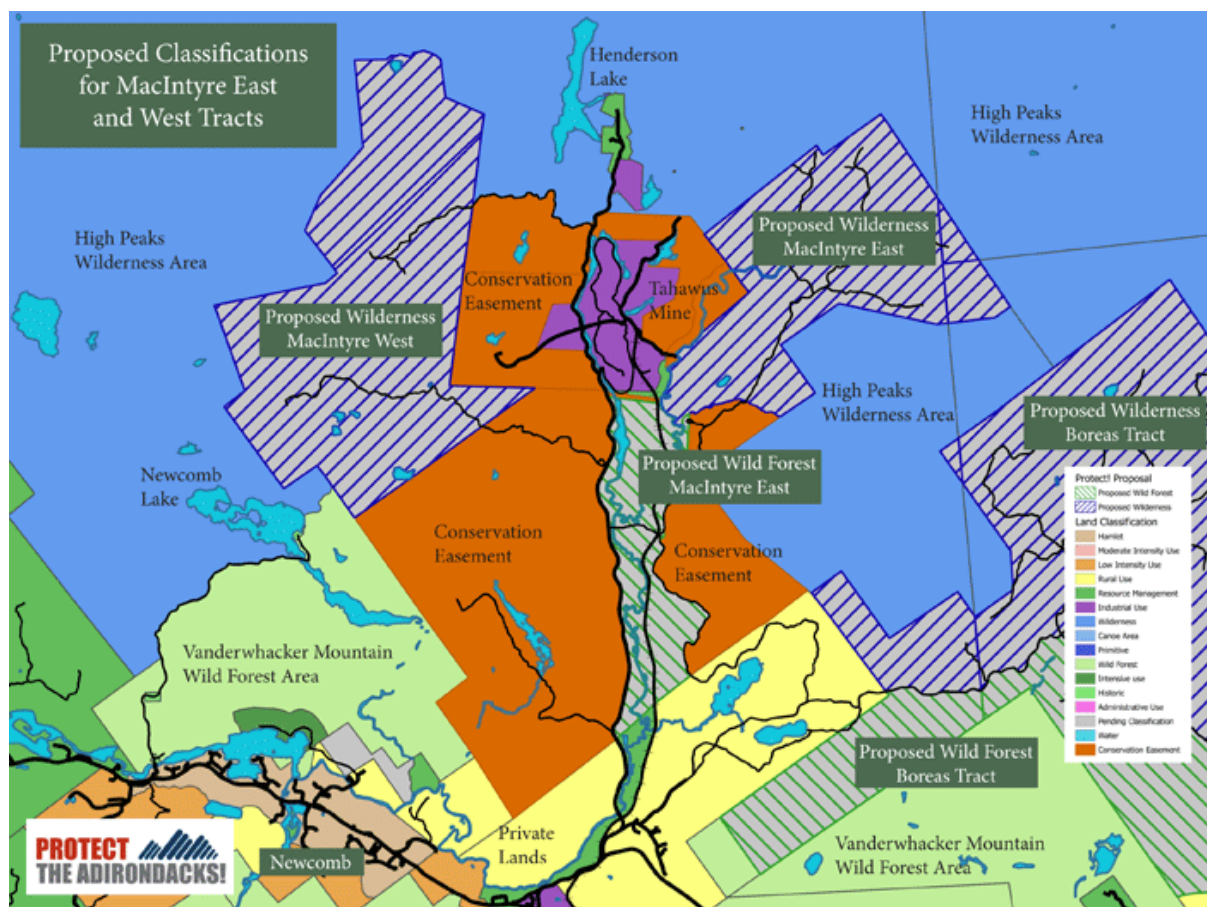 Proposed Classifications
for MacIntyre East
and West Tracts
Henderson
Lake
High Peaks
Wilderness Area
High Peaks
Wilderness Area
Proposed Wilderness
MacIntyre East
Conservation
Easement
Tahawus
Mine
Proposed Wilderness
MacIntyre West
High Peaks
Wilderness Area
Proposed Wilderness
Boreas Tract
Newcomb
Lake
Proposed Wild Forest
MacIntyre East
Conservation
Easement
Conservation
Easement
Protect! Proposal
Proposed Wild Forest
Proposed Wilderness
Land Classification
Hamlet
Moderate Intensity Use
Low Intensity Use
Rural Use
Resource Management
Industrial Use
Wilderness
Canoe Area
Primitive
Wild Forest
Intensive use
Historic
Administrative Use
Pending Classification
Water
Conservation Easement
Vanderwhacker Mountain
Wild Forest Area
Proposed Wild Forest
Boreas Tract
Private
Lands
Vanderwhacker Mountain
Wild Forest Area
PROTECT
THE ADIRONDACKS!
Newcomb